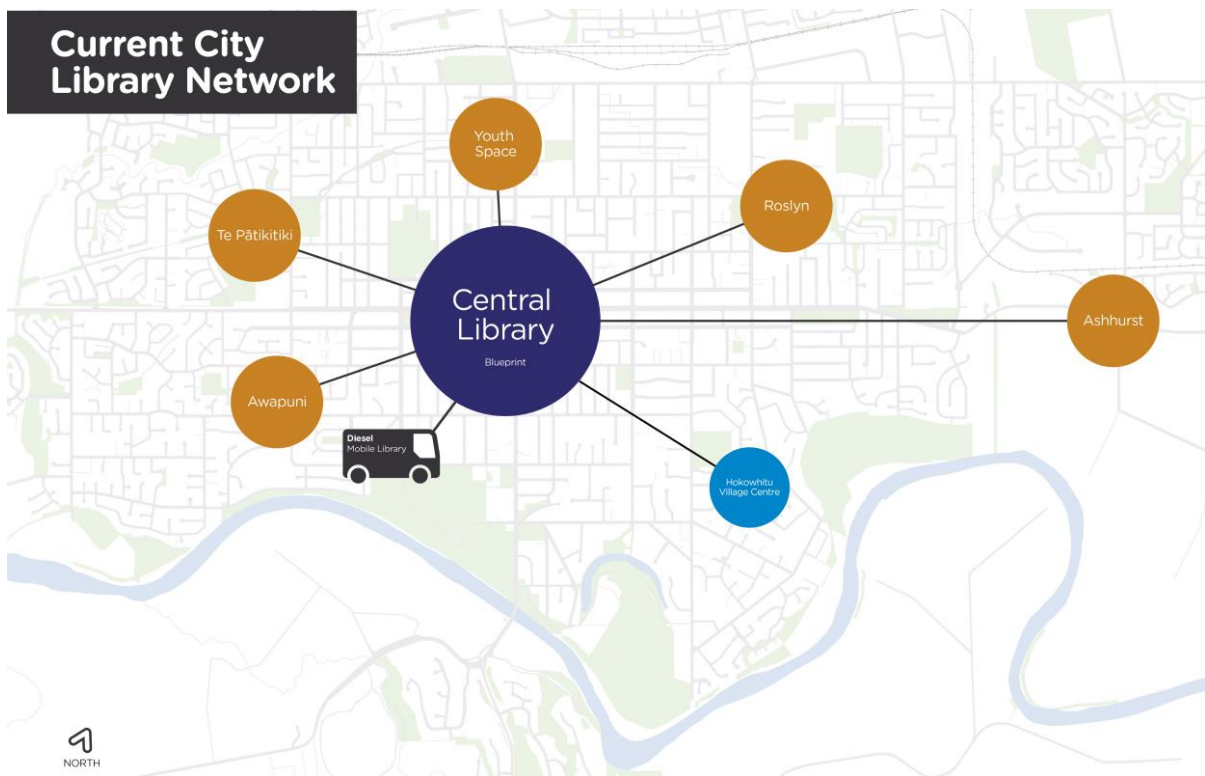 Current City
Library Network
Youth
Space
Roslyn
Te Pātikitiki
Central
Library
Blueprint
Ashhurst
Awapuni
Diesel
Mobile Library
Hokowhitu
Village Centre
NORTH